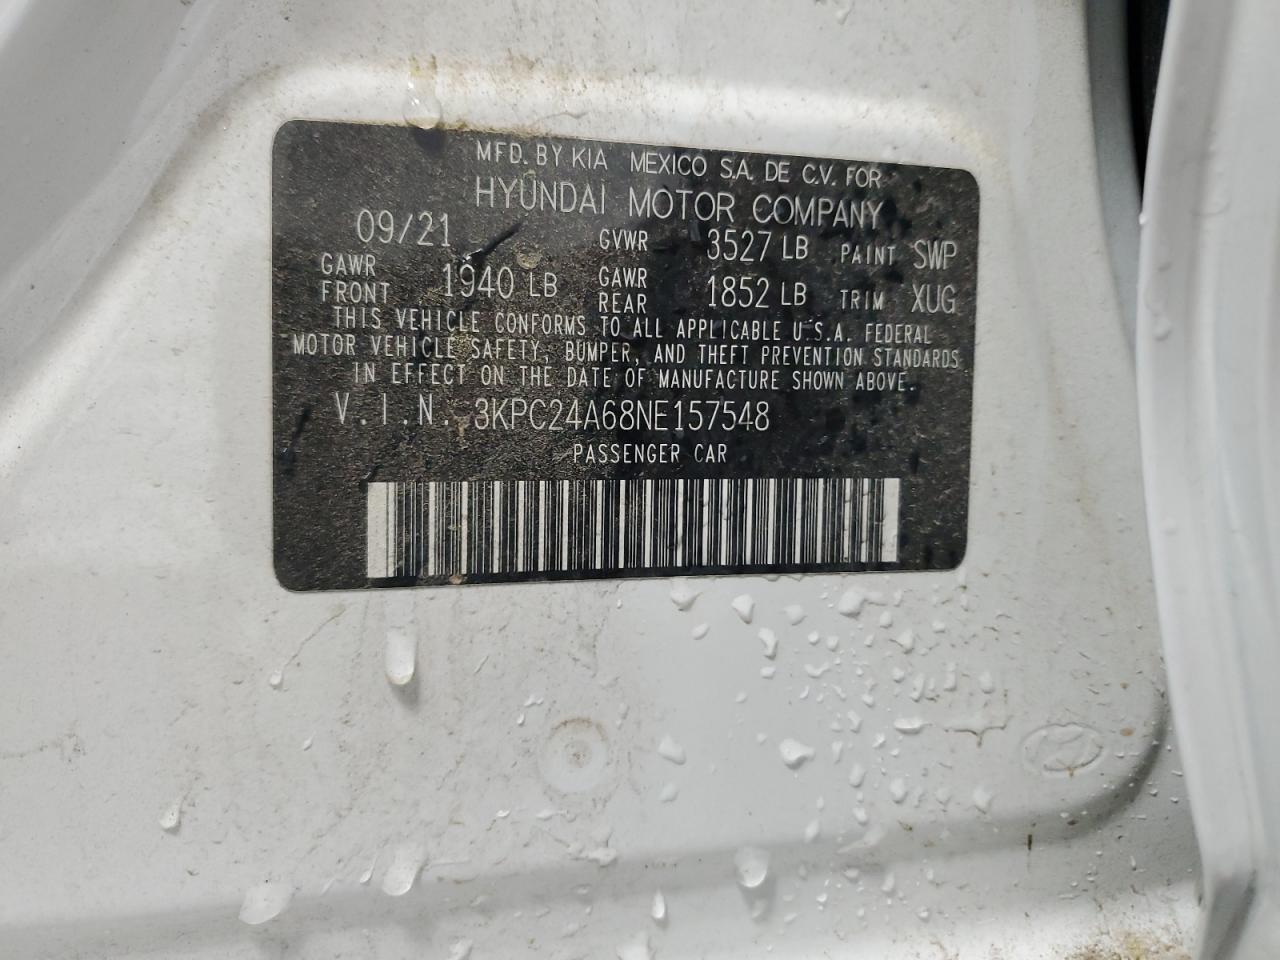 MFD. BY KIA MEXICO S.A. DE C.V. FOR
HYUNDAI MOTOR COMPANY
09/21 GVWR 3527 LB PAINT SWP
GAWR FRONT 1940 LB GAWR REAR 1852 LB TRIM XUG
THIS VEHICLE CONFORMS TO ALL APPLICABLE U.S.A. FEDERAL
MOTOR VEHICLE SAFETY, BUMPER, AND THEFT PREVENTION STANDARDS
IN EFFECT ON THE DATE OF MANUFACTURE SHOWN ABOVE.
V.I.N. 3KPC24A68NE157548
PASSENGER CAR